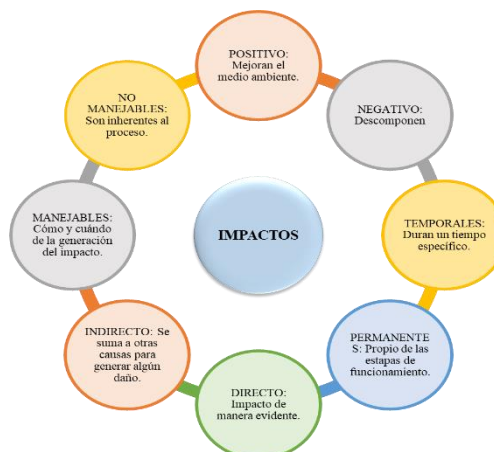 POSITIVO:
Mejoran el
medio ambiente.
NEGATIVO:
Descomponen
TEMPORALES:
Duran un tiempo
específico.
PERMANENTE
S: Propio de las
estapas de
funcionamiento.
DIRECTO:
Impacto de
manera evidente.
INDIRECTO: Se
suma a otras
causas para
generar algún
daño.
MANEJABLES:
Cómo y cuándo
de la generación
del impacto.
NO
MANEJABLES:
Son inherentes al
proceso.
IMPACTOS